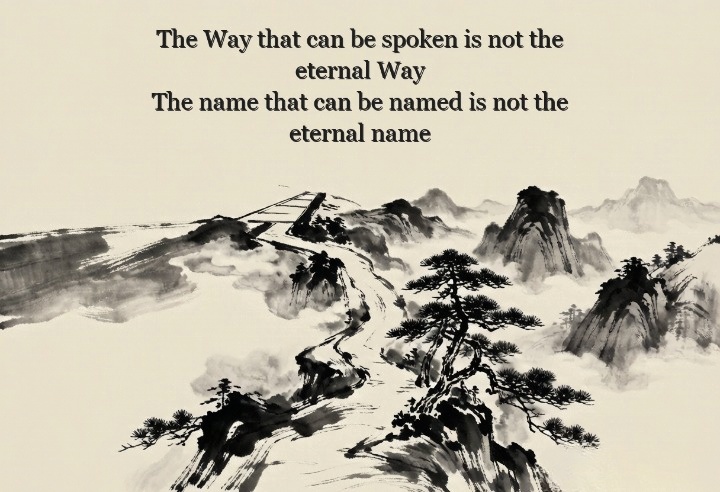 The Way that can be spoken is not the
eternal Way
The name that can be named is not the
eternal name